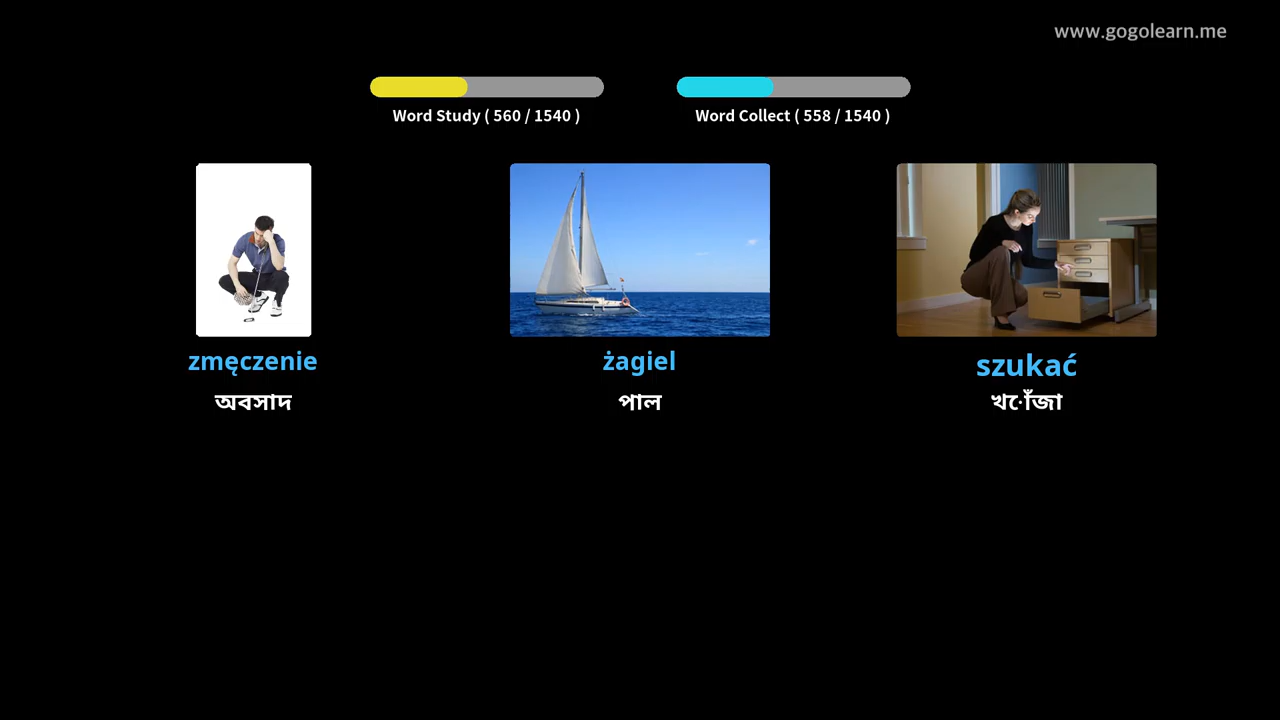 www.gogolearn.me
Word Study ( 560 / 1540 )
Word Collect ( 558 / 1540 )
zmęczenie
żagiel
szukać
অবসাদ
পাল
খোঁজা